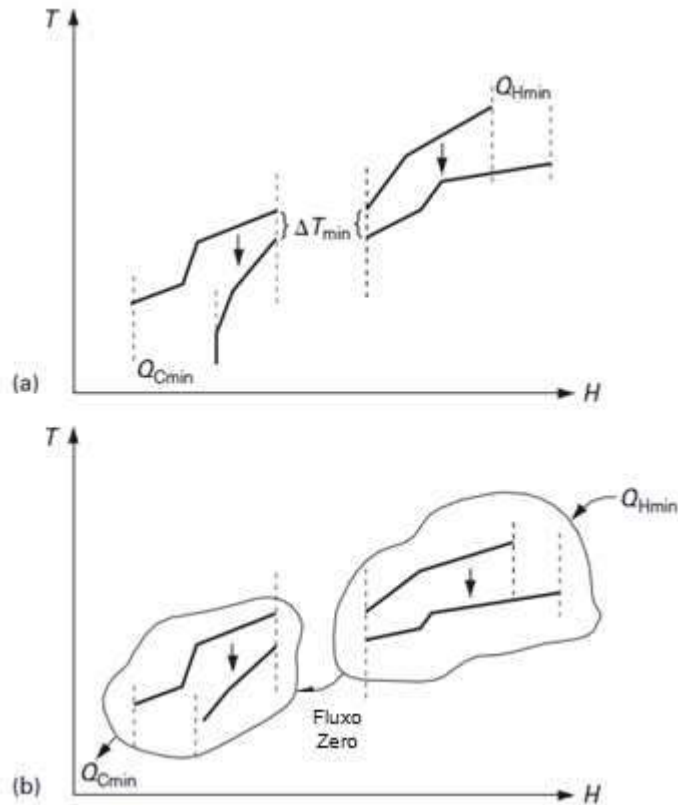 T
Q_Hmin
} ΔT_min {
Q_Cmin
(a)
H
T
Q_Hmin
Fluxo
Zero
Q_Cmin
(b)
H